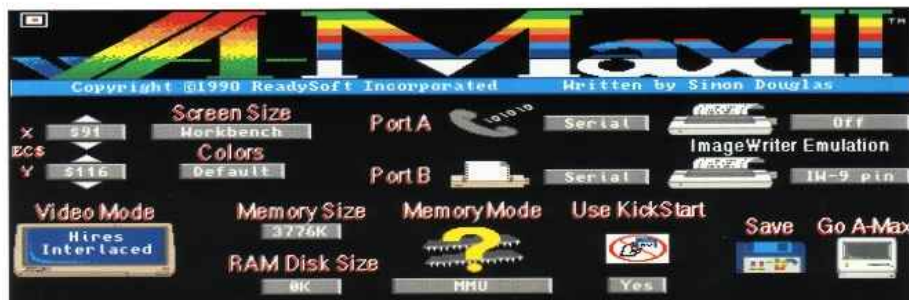 A-Max II™
Copyright ©1990 ReadySoft Incorporated Written by Simon Douglas
Screen Size
X $91 Workbench
ECS
Colors
Y $116 Default
Port A 101010 Serial Off
ImageWriter Emulation
Port B Serial IW-9 pin
Video Mode
Hires
Interlaced
Memory Size
3776K
RAM Disk Size
0K
Memory Mode
?
MMU
Use KickStart
Yes
Save
Go A-Max